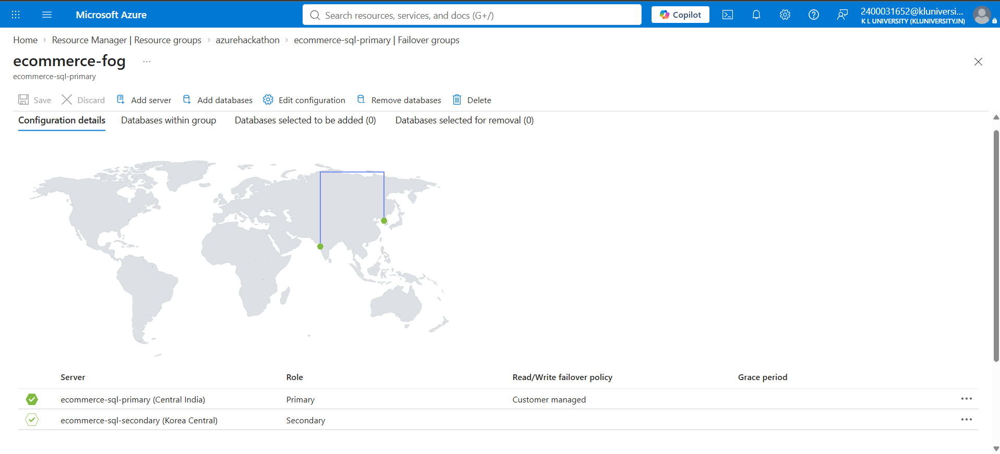 Microsoft Azure
Search resources, services, and docs (G+/)
Copilot
2400031652@kluniversi...
K L UNIVERSITY (KLUNIVERSITY.IN)
Home > Resource Manager | Resource groups > azurehackathon > ecommerce-sql-primary | Failover groups
ecommerce-fog ...
ecommerce-sql-primary
Save Discard Add server Add databases Edit configuration Remove databases Delete
Configuration details Databases within group Databases selected to be added (0) Databases selected for removal (0)
Server Role Read/Write failover policy Grace period
ecommerce-sql-primary (Central India) Primary Customer managed
ecommerce-sql-secondary (Korea Central) Secondary